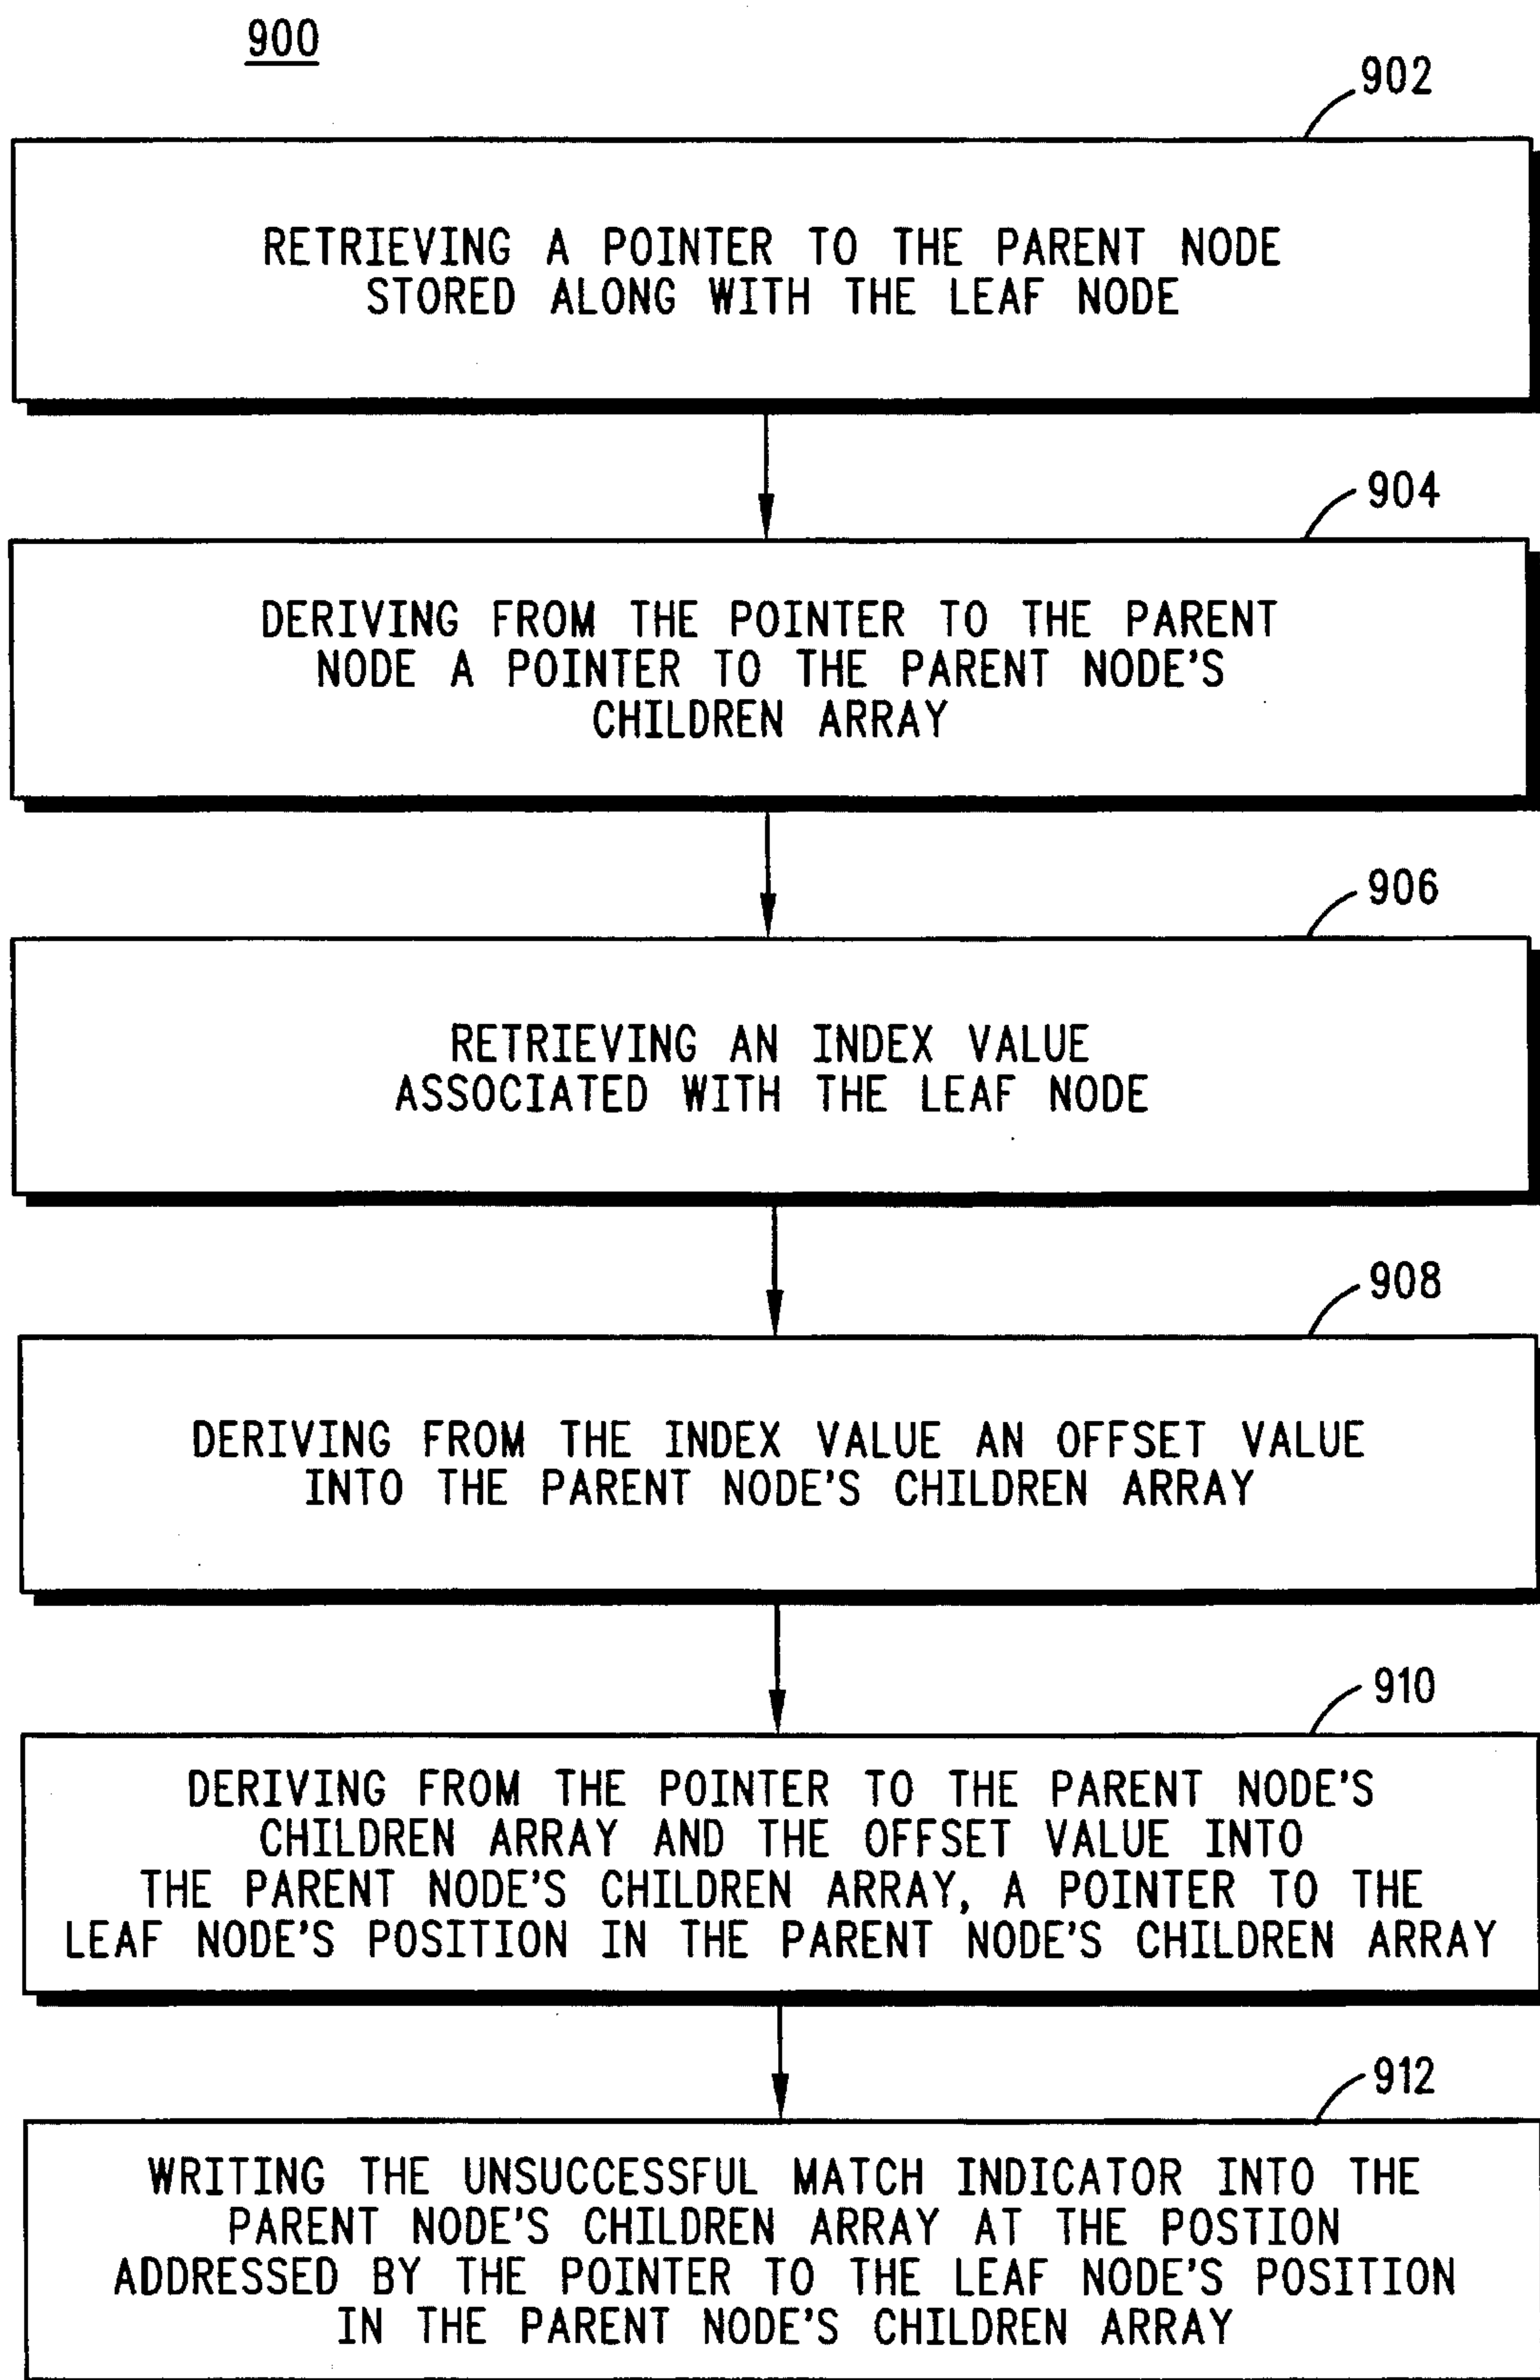 900
902
RETRIEVING A POINTER TO THE PARENT NODE
STORED ALONG WITH THE LEAF NODE
904
DERIVING FROM THE POINTER TO THE PARENT
NODE A POINTER TO THE PARENT NODE'S
CHILDREN ARRAY
906
RETRIEVING AN INDEX VALUE
ASSOCIATED WITH THE LEAF NODE
908
DERIVING FROM THE INDEX VALUE AN OFFSET VALUE
INTO THE PARENT NODE'S CHILDREN ARRAY
910
DERIVING FROM THE POINTER TO THE PARENT NODE'S
CHILDREN ARRAY AND THE OFFSET VALUE INTO
THE PARENT NODE'S CHILDREN ARRAY, A POINTER TO THE
LEAF NODE'S POSITION IN THE PARENT NODE'S CHILDREN ARRAY
912
WRITING THE UNSUCCESSFUL MATCH INDICATOR INTO THE
PARENT NODE'S CHILDREN ARRAY AT THE POSTION
ADDRESSED BY THE POINTER TO THE LEAF NODE'S POSITION
IN THE PARENT NODE'S CHILDREN ARRAY